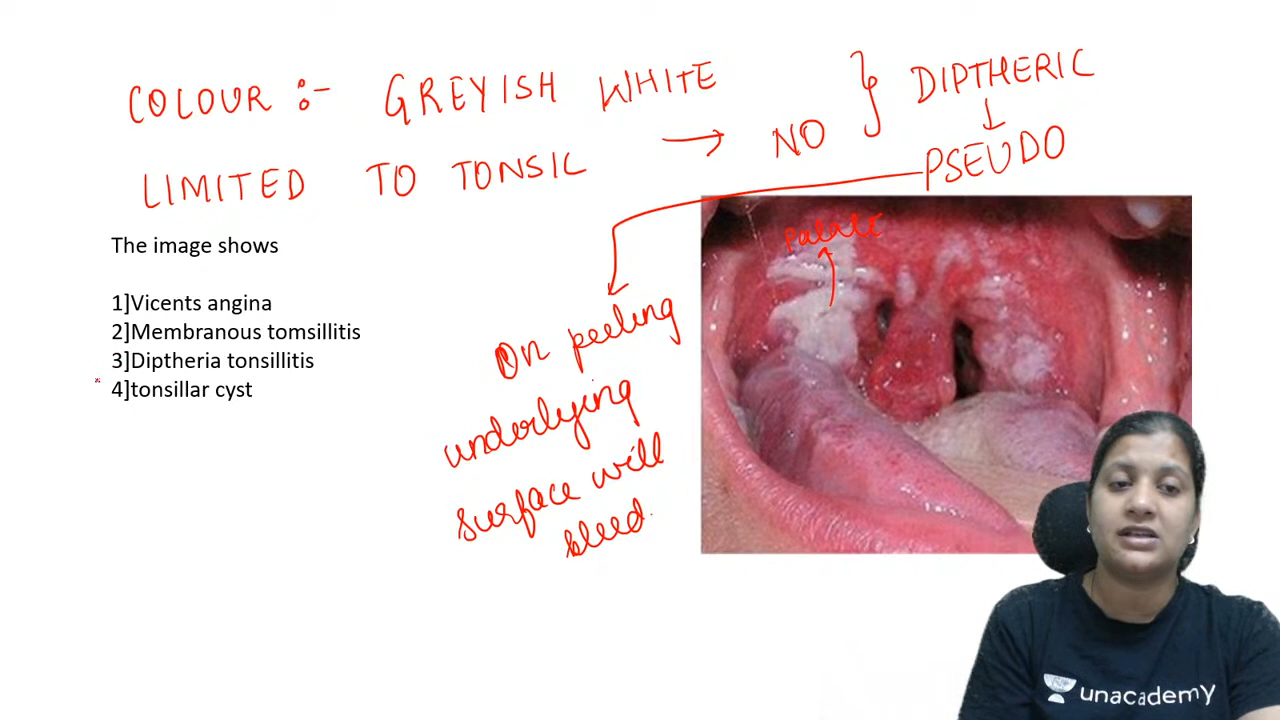 COLOUR :- GREYISH WHITE
LIMITED TO TONSIL → NO } DIPTHERIC
↓
PSEUDO
The image shows
1]Vicents angina
2]Membranous tomsillitis
3]Diptheria tonsillitis
4]tonsillar cyst
On peeling
underlying
surface will
bleed.
palate
unacademy